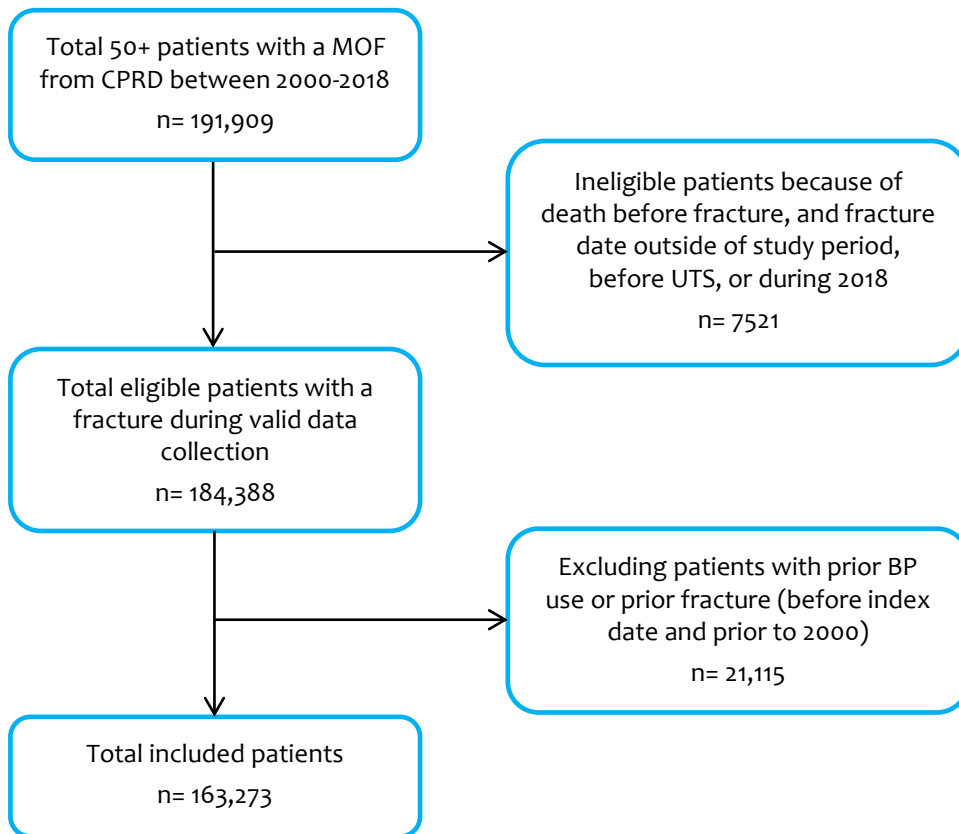 Total 50+ patients with a MOF
from CPRD between 2000-2018
n= 191,909
Ineligible patients because of
death before fracture, and fracture
date outside of study period,
before UTS, or during 2018
n= 7521
Total eligible patients with a
fracture during valid data
collection
n= 184,388
Excluding patients with prior BP
use or prior fracture (before index
date and prior to 2000)
n= 21,115
Total included patients
n= 163,273